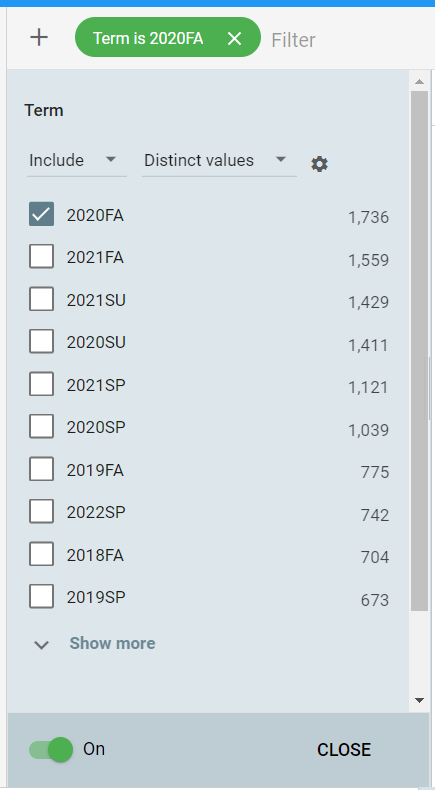 Term is 2020FA Filter
Term
Include Distinct values
2020FA 1,736
2021FA 1,559
2021SU 1,429
2020SU 1,411
2021SP 1,121
2020SP 1,039
2019FA 775
2022SP 742
2018FA 704
2019SP 673
Show more
On CLOSE